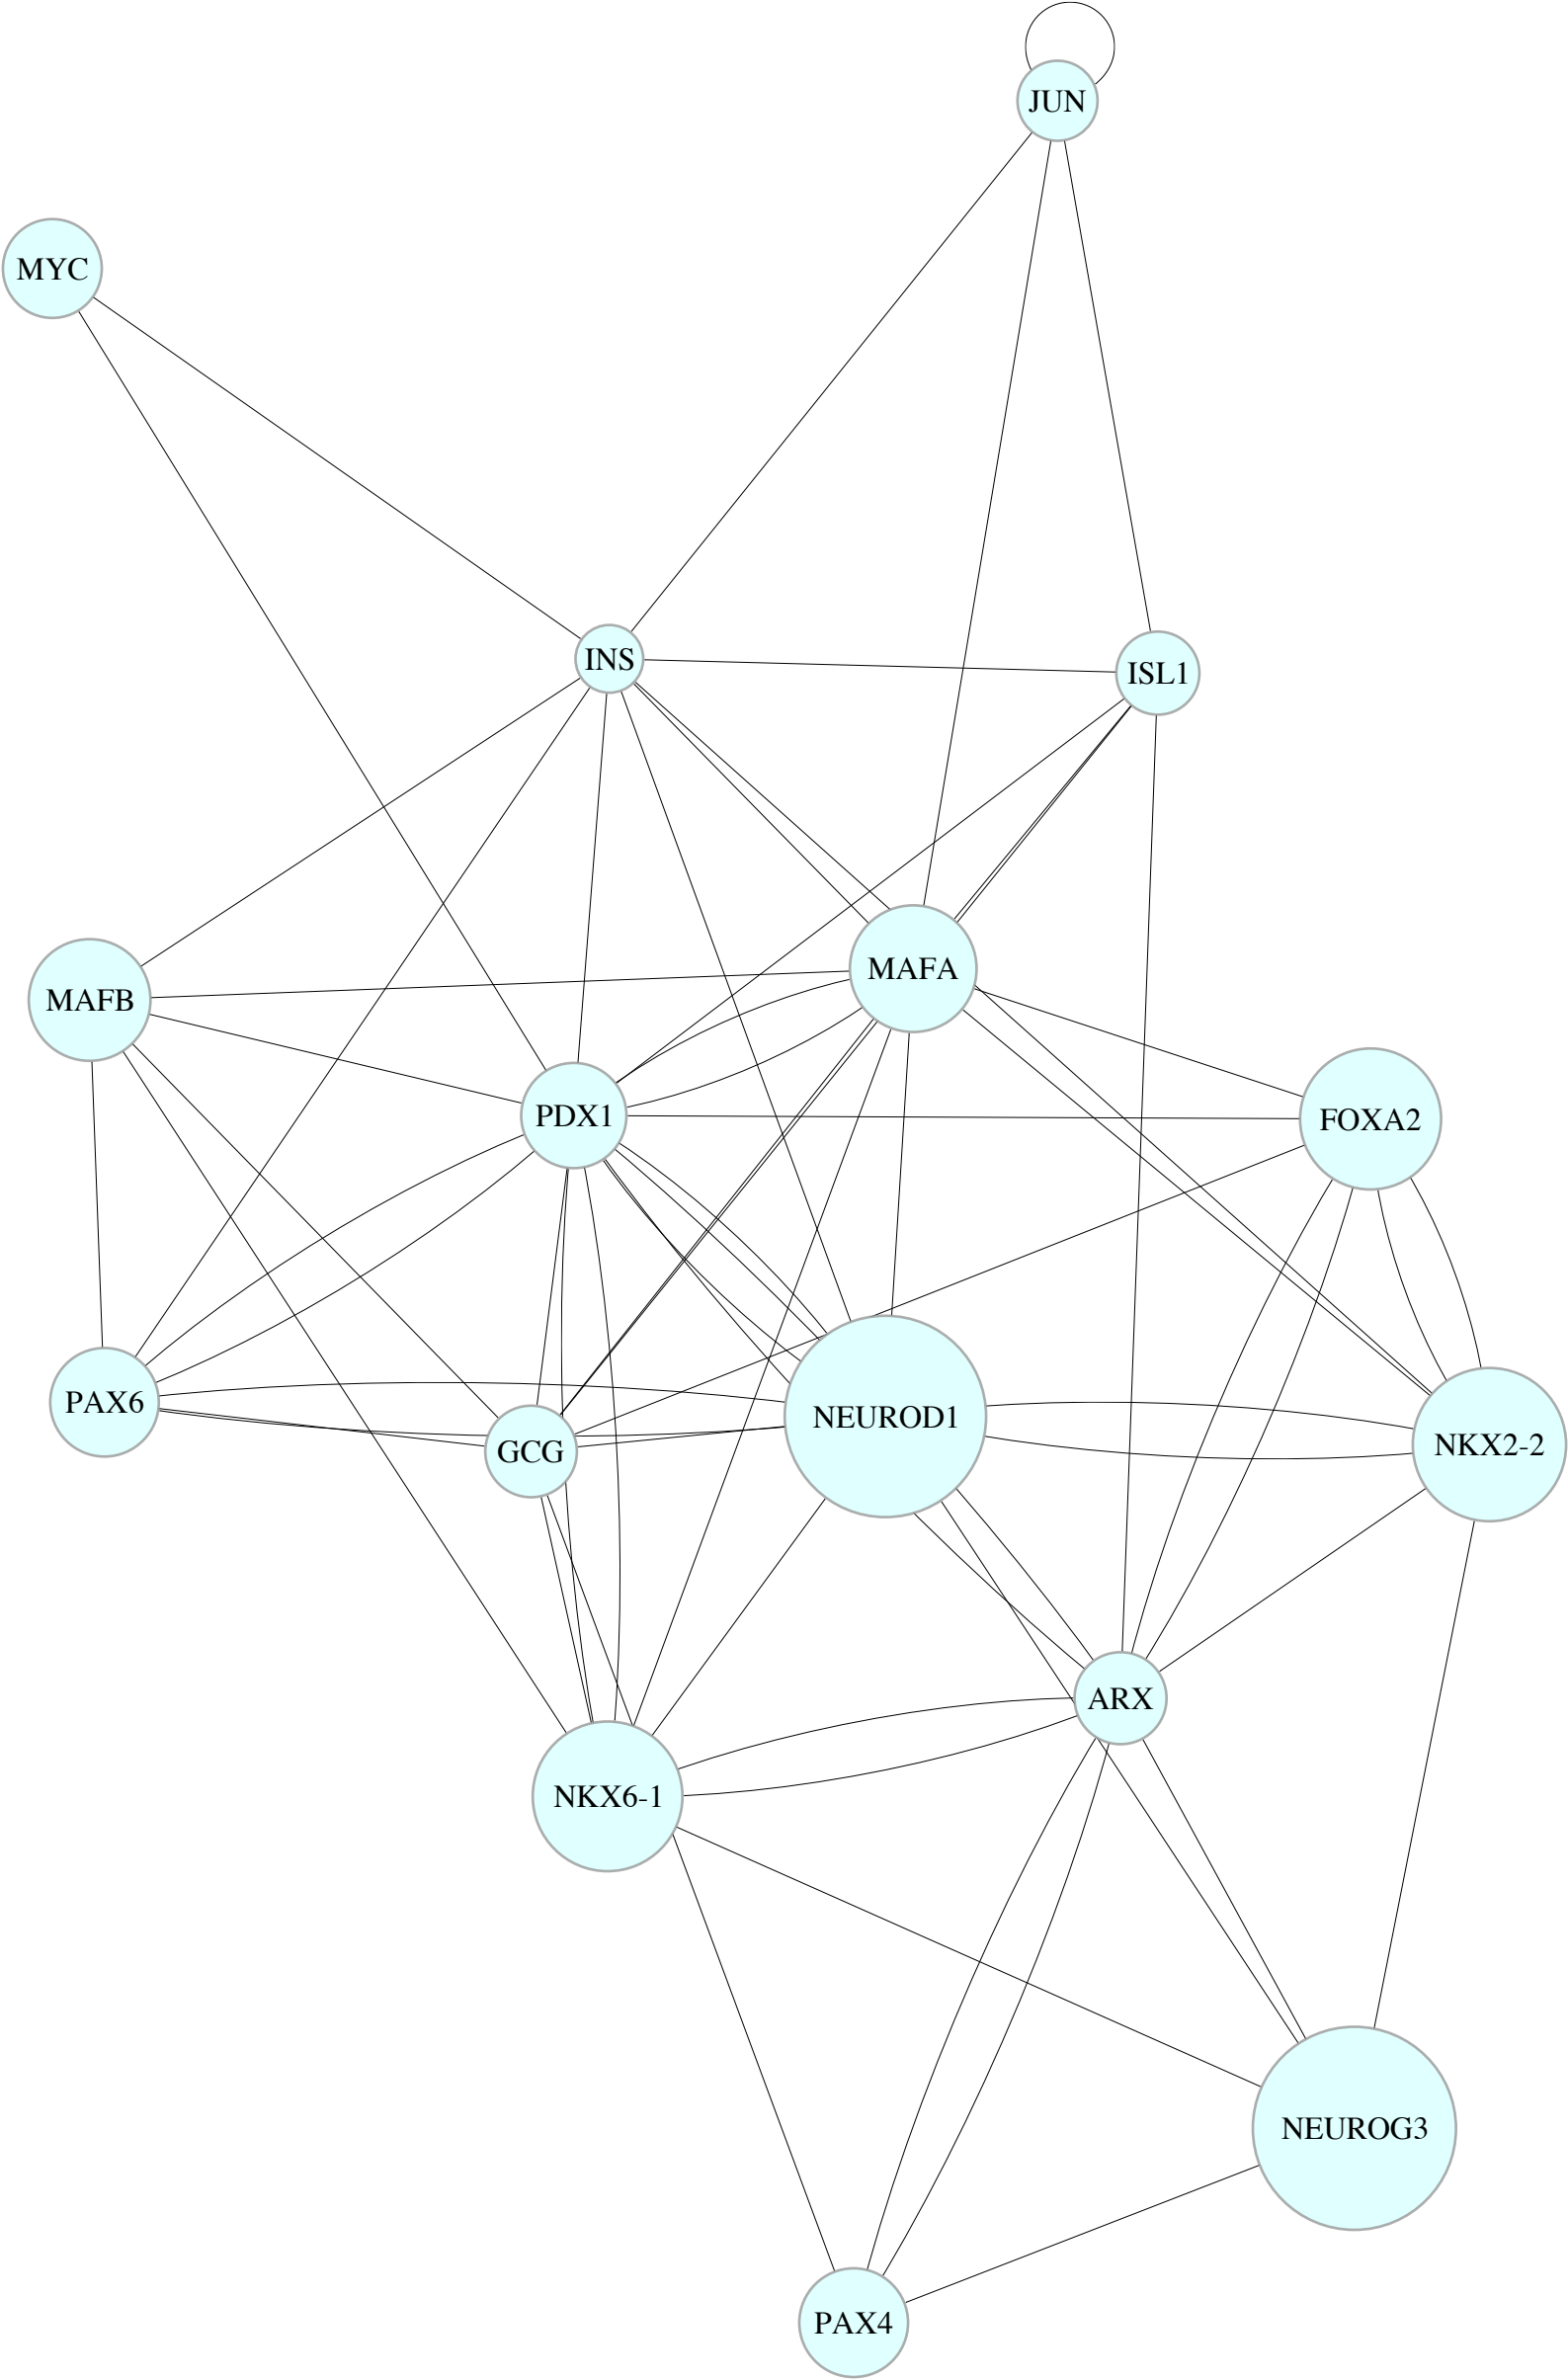 JUN
MYC
INS
ISL1
MAFA
MAFB
PDX1
FOXA2
PAX6
NEUROD1
NKX2-2
GCG
ARX
NKX6-1
NEUROG3
PAX4